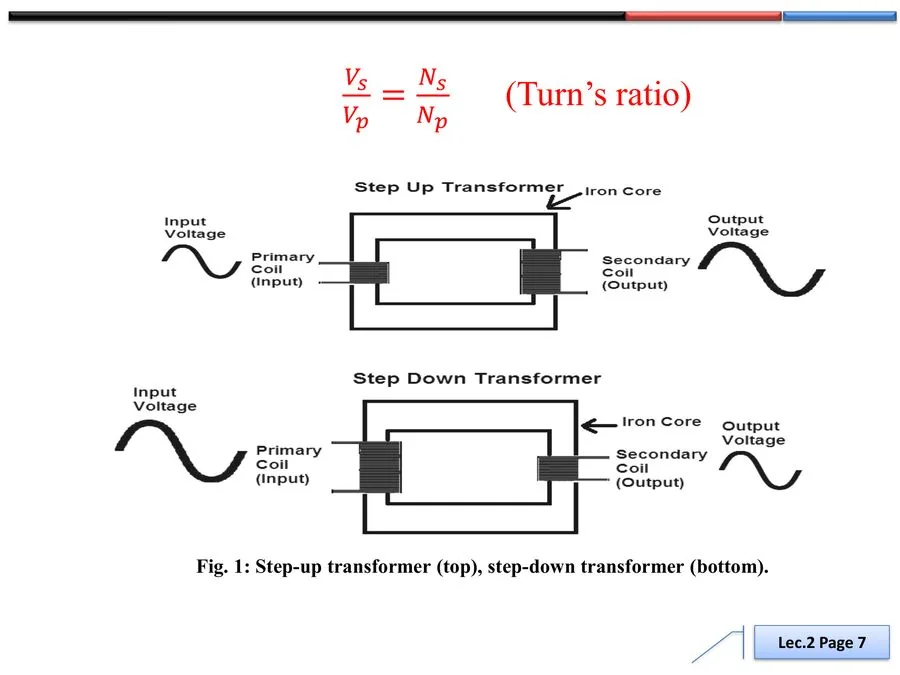 Vs/Vp = Ns/Np (Turn’s ratio)
Step Up Transformer
Iron Core
Input
Voltage
Primary
Coil
(Input)
Secondary
Coil
(Output)
Output
Voltage
Step Down Transformer
Input
Voltage
Iron Core
Primary
Coil
(Input)
Secondary
Coil
(Output)
Output
Voltage
Fig. 1: Step-up transformer (top), step-down transformer (bottom).
Lec.2 Page 7